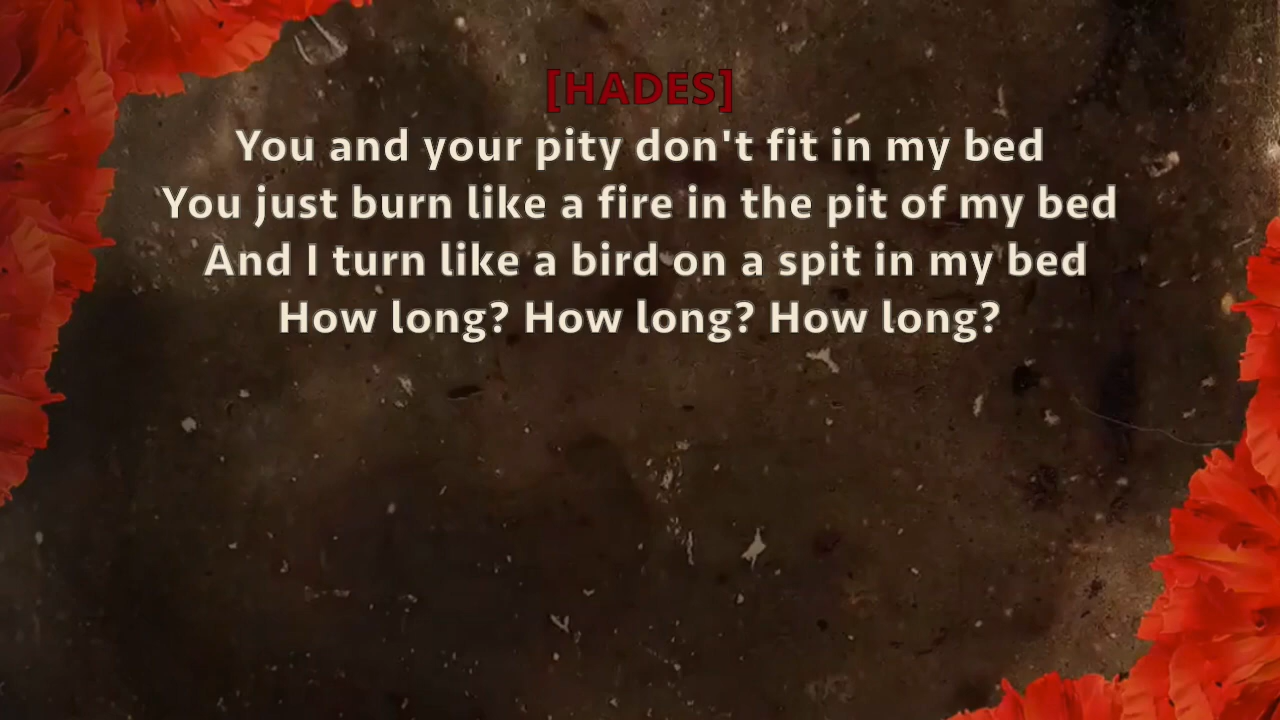 [HADES]
You and your pity don't fit in my bed
You just burn like a fire in the pit of my bed
And I turn like a bird on a spit in my bed
How long? How long? How long?